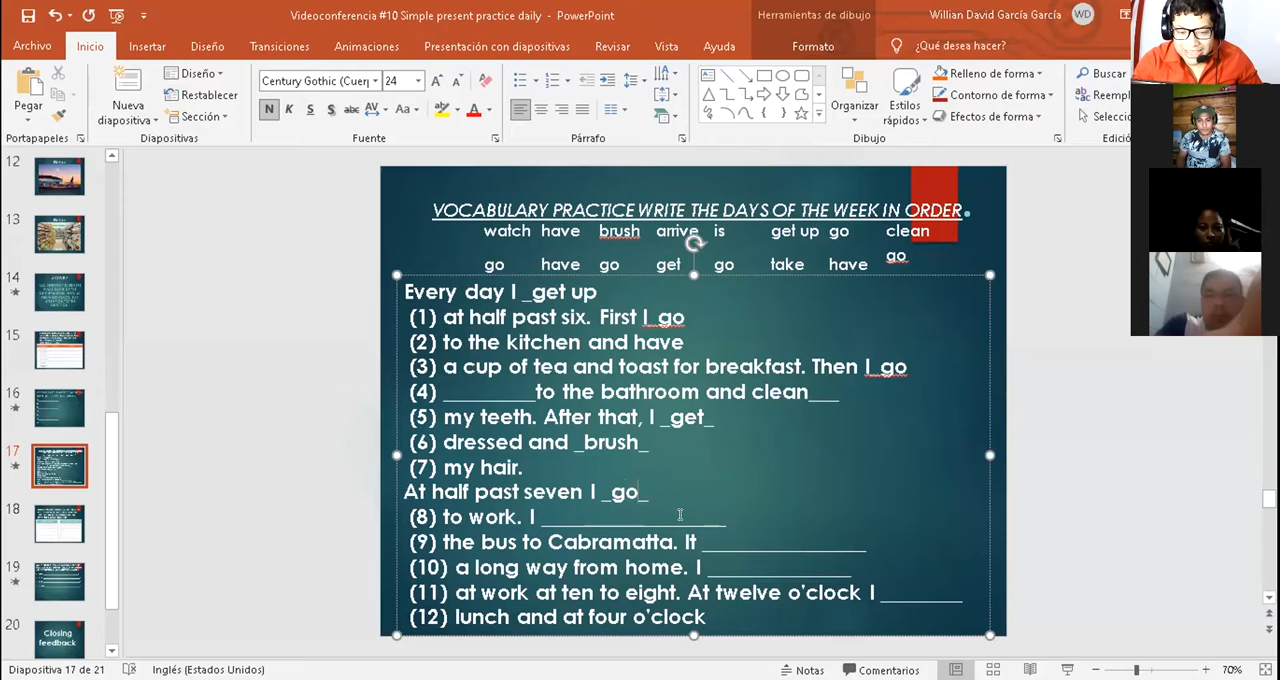 Videoconferencia #10 Simple present practice daily - PowerPoint
Herramientas de dibujo
Willian David García García
WD
Archivo
Inicio
Insertar
Diseño
Transiciones
Animaciones
Presentación con diapositivas
Revisar
Vista
Ayuda
Formato
¿Qué desea hacer?
Pegar
Nueva diapositiva
Diseño
Restablecer
Sección
Century Gothic (Cuerp
24
N K S S abc AV Aa A
Organizar
Estilos rápidos
Relleno de forma
Contorno de forma
Efectos de forma
Buscar
Reempl
Selecci
Portapapeles
Diapositivas
Fuente
Párrafo
Dibujo
Edició
12
13
14
15
16
17
18
19
20
Closing feedback
VOCABULARY PRACTICE WRITE THE DAYS OF THE WEEK IN ORDER.
watch have brush arrive is get up go clean
go have go get go take have go
Every day I _get up
(1) at half past six. First I_go
(2) to the kitchen and have
(3) a cup of tea and toast for breakfast. Then I_go
(4) _________to the bathroom and clean___
(5) my teeth. After that, I _get_
(6) dressed and _brush_
(7) my hair.
At half past seven I _go_
(8) to work. I __________________
(9) the bus to Cabramatta. It ________________
(10) a long way from home. I ______________
(11) at work at ten to eight. At twelve o'clock I ________
(12) lunch and at four o'clock
Diapositiva 17 de 21
Inglés (Estados Unidos)
Notas
Comentarios
70%